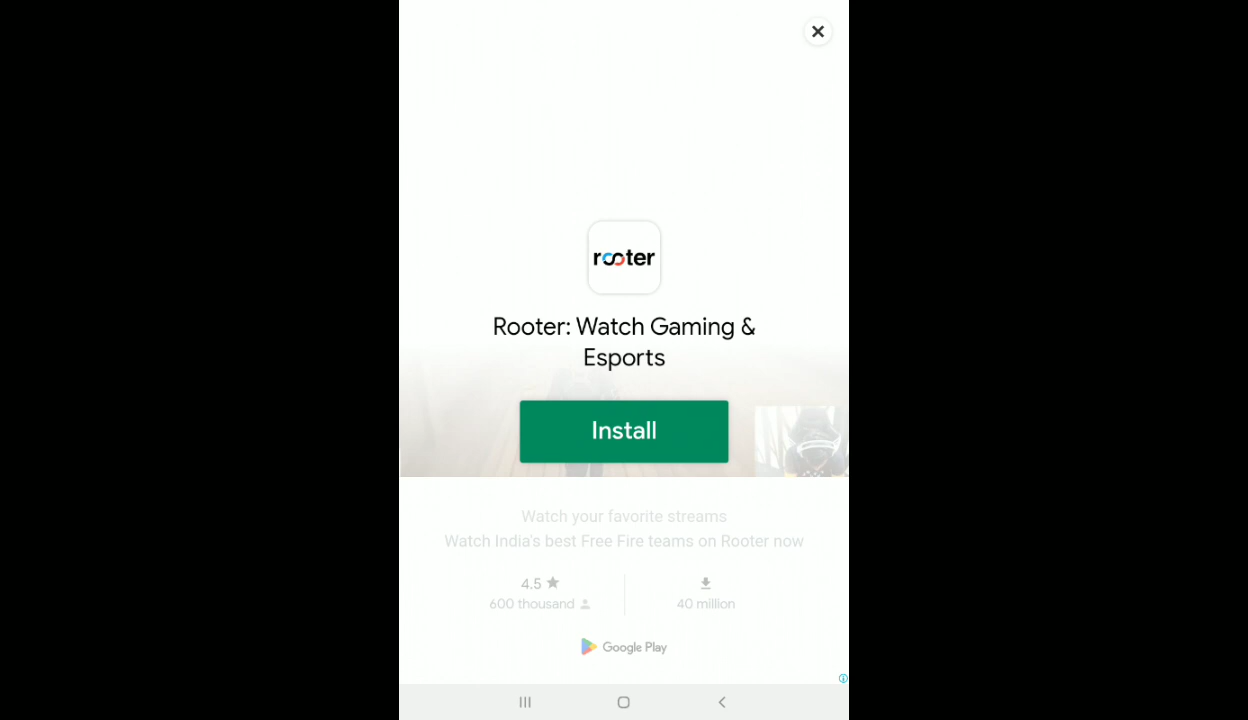 rooter
Rooter: Watch Gaming &
Esports
Install
Watch your favorite streams
Watch India's best Free Fire teams on Rooter now
4.5
600 thousand
40 million
Google Play